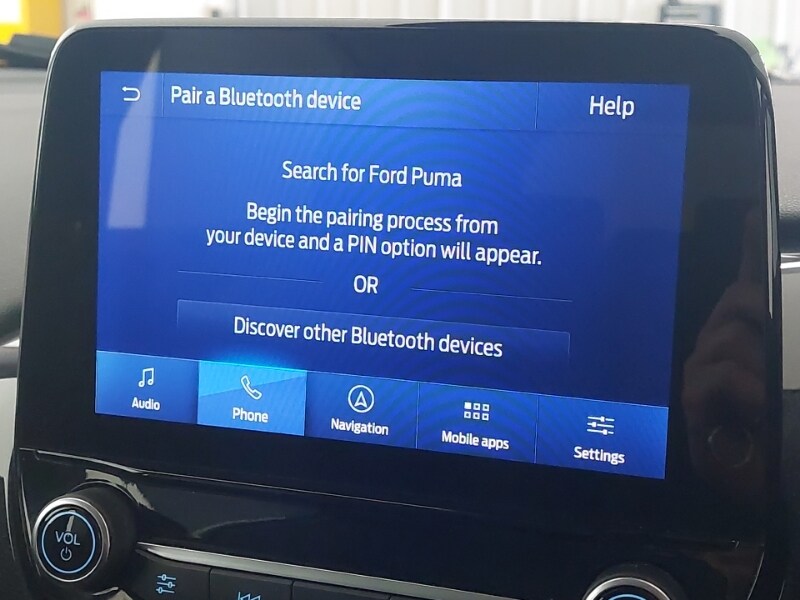 Pair a Bluetooth device
Help
Search for Ford Puma
Begin the pairing process from
your device and a PIN option will appear.
OR
Discover other Bluetooth devices
Audio
Phone
Navigation
Mobile apps
Settings
VOL